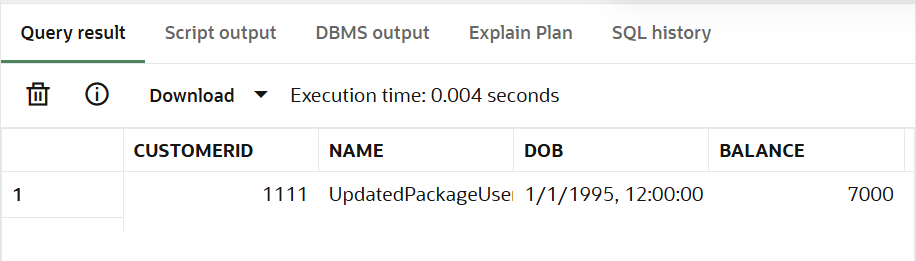 Query result Script output DBMS output Explain Plan SQL history
Download Execution time: 0.004 seconds
CUSTOMERID NAME DOB BALANCE
1 1111 UpdatedPackageUser 1/1/1995, 12:00:00 7000